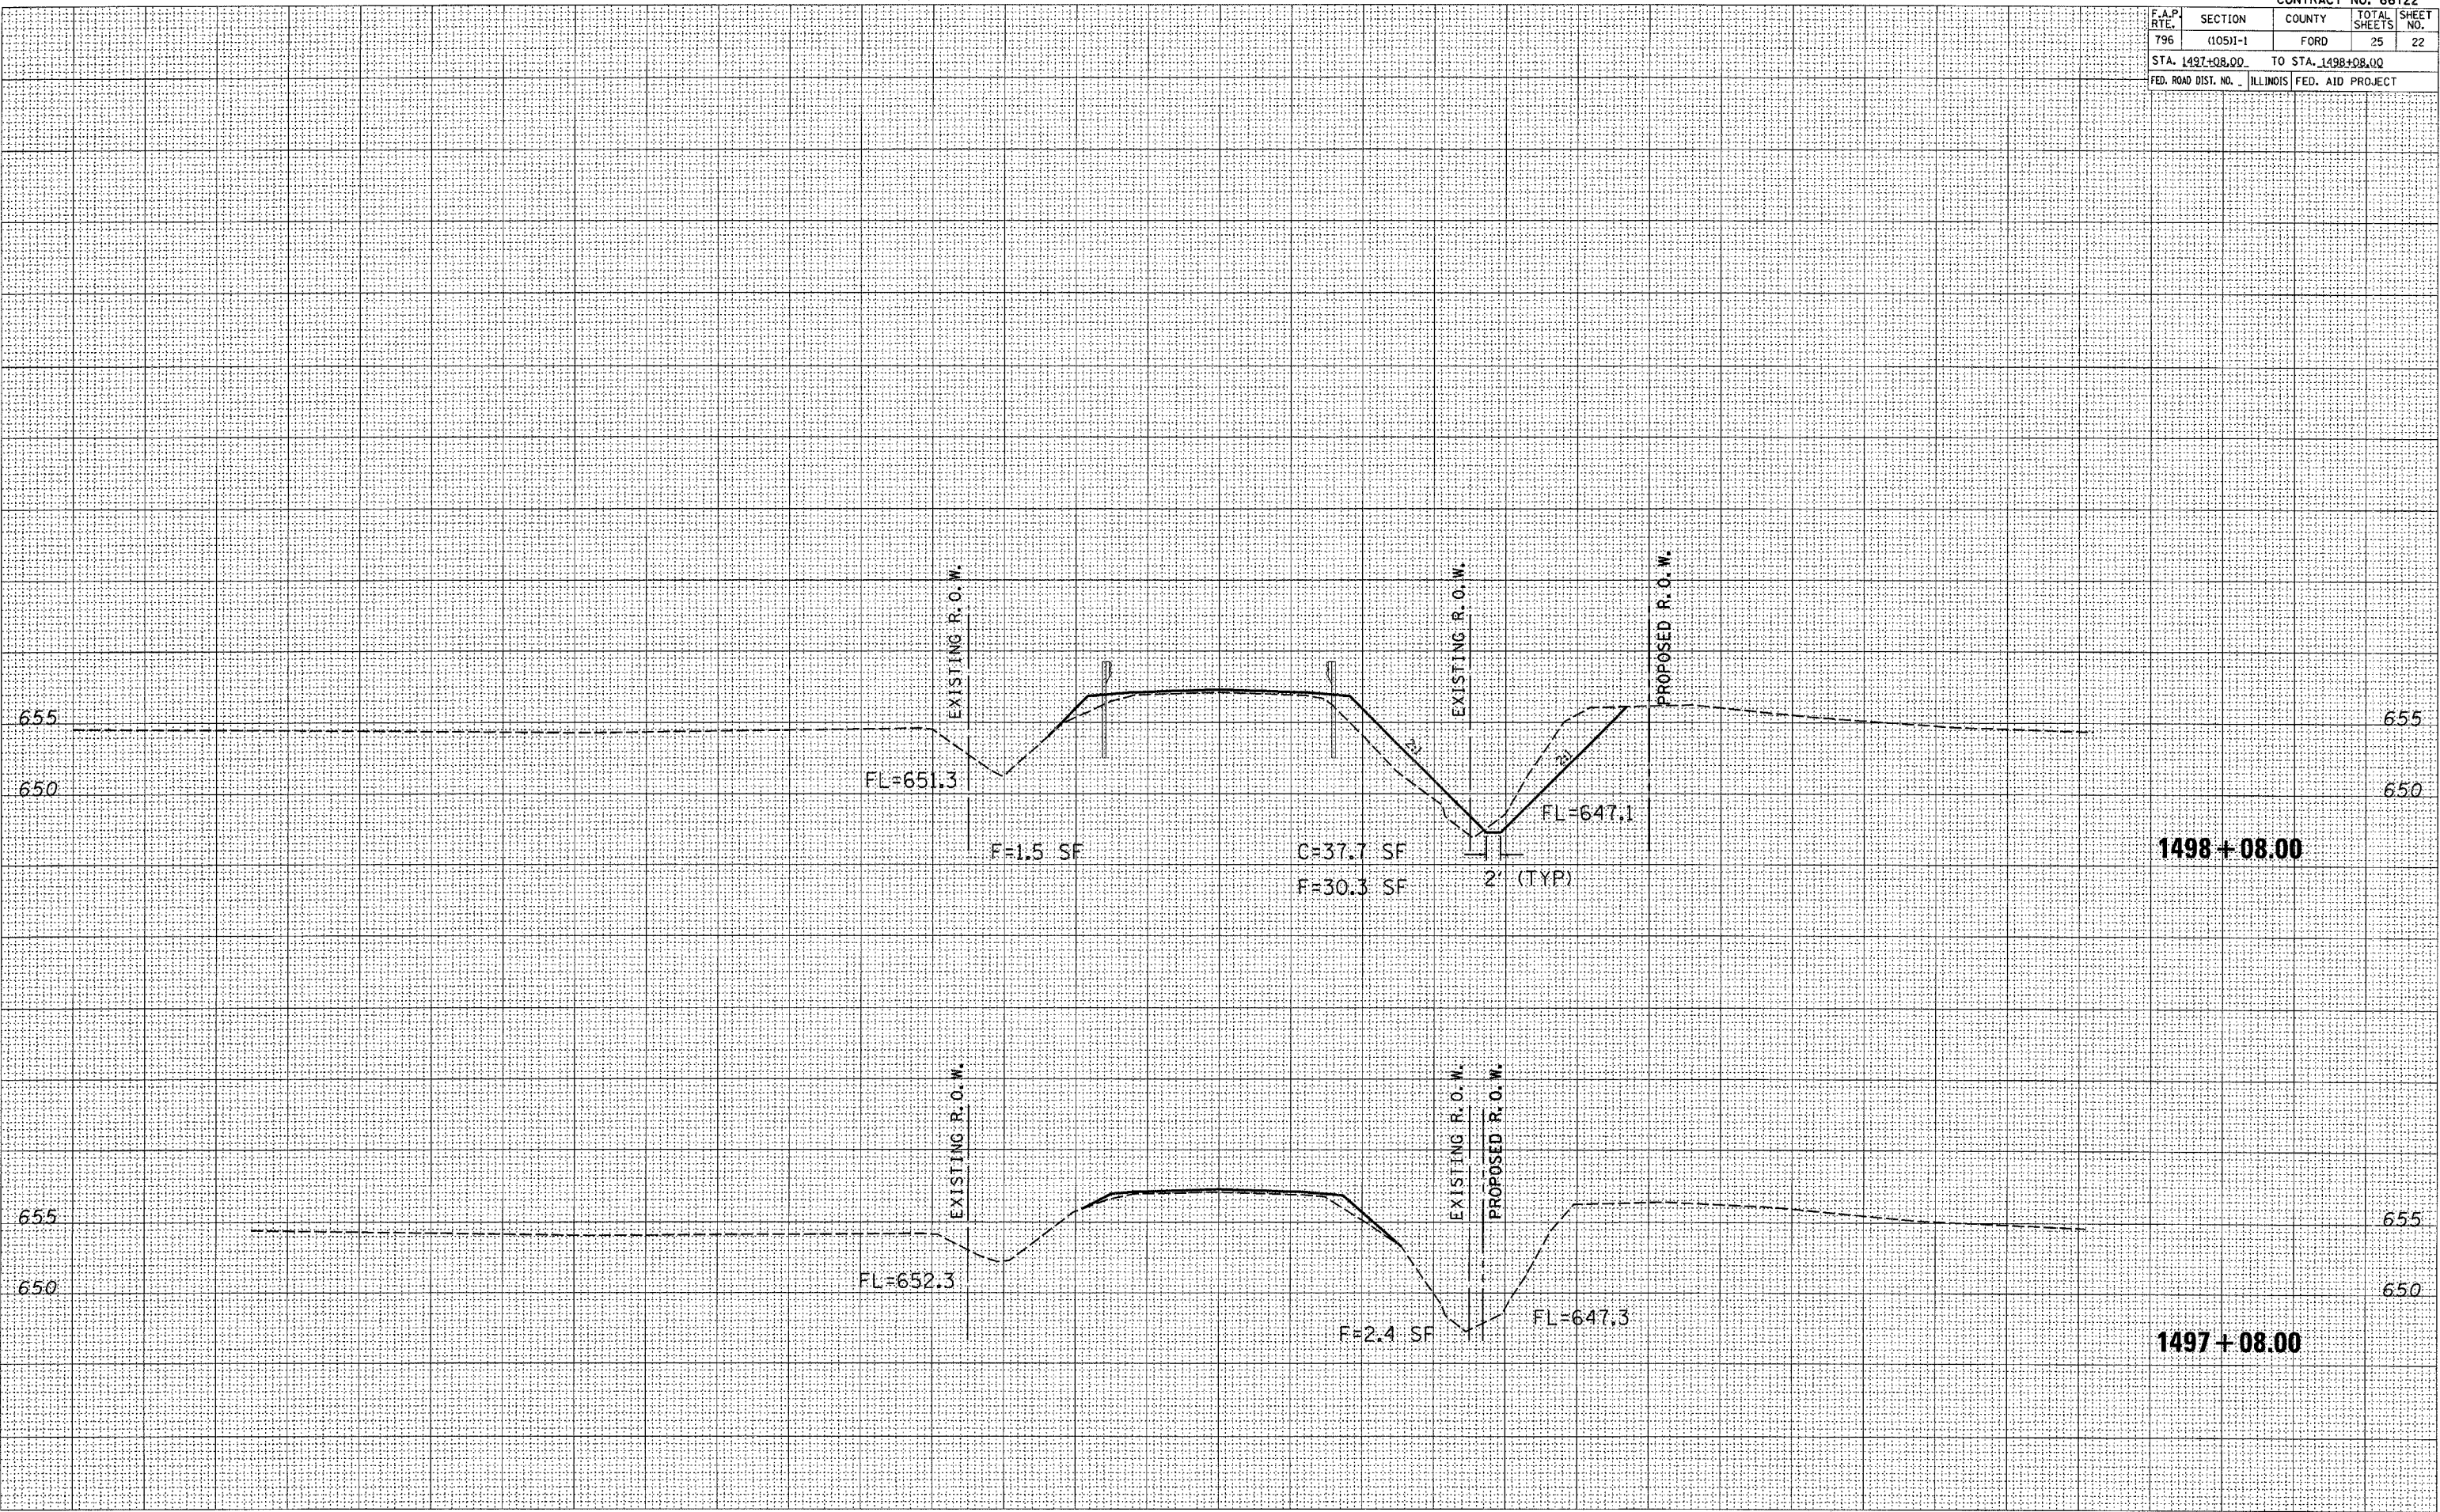 CONTRACT NO. 66122
F.A.P. RTE. SECTION COUNTY TOTAL SHEETS SHEET NO.
796 (105)I-1 FORD 25 22
STA. 1497+08.00 TO STA. 1498+08.00
FED. ROAD DIST. NO. _ ILLINOIS FED. AID PROJECT
EXISTING R.O.W.
EXISTING R.O.W.
PROPOSED R.O.W.
655
655
2:1
2:1
FL=651.3
650
650
FL=647.1
F=1.5 SF
C=37.7 SF
1498+08.00
F=30.3 SF
2' (TYP)
EXISTING R.O.W.
EXISTING R.O.W.
PROPOSED R.O.W.
655
655
FL=652.3
650
650
FL=647.3
F=2.4 SF
1497+08.00